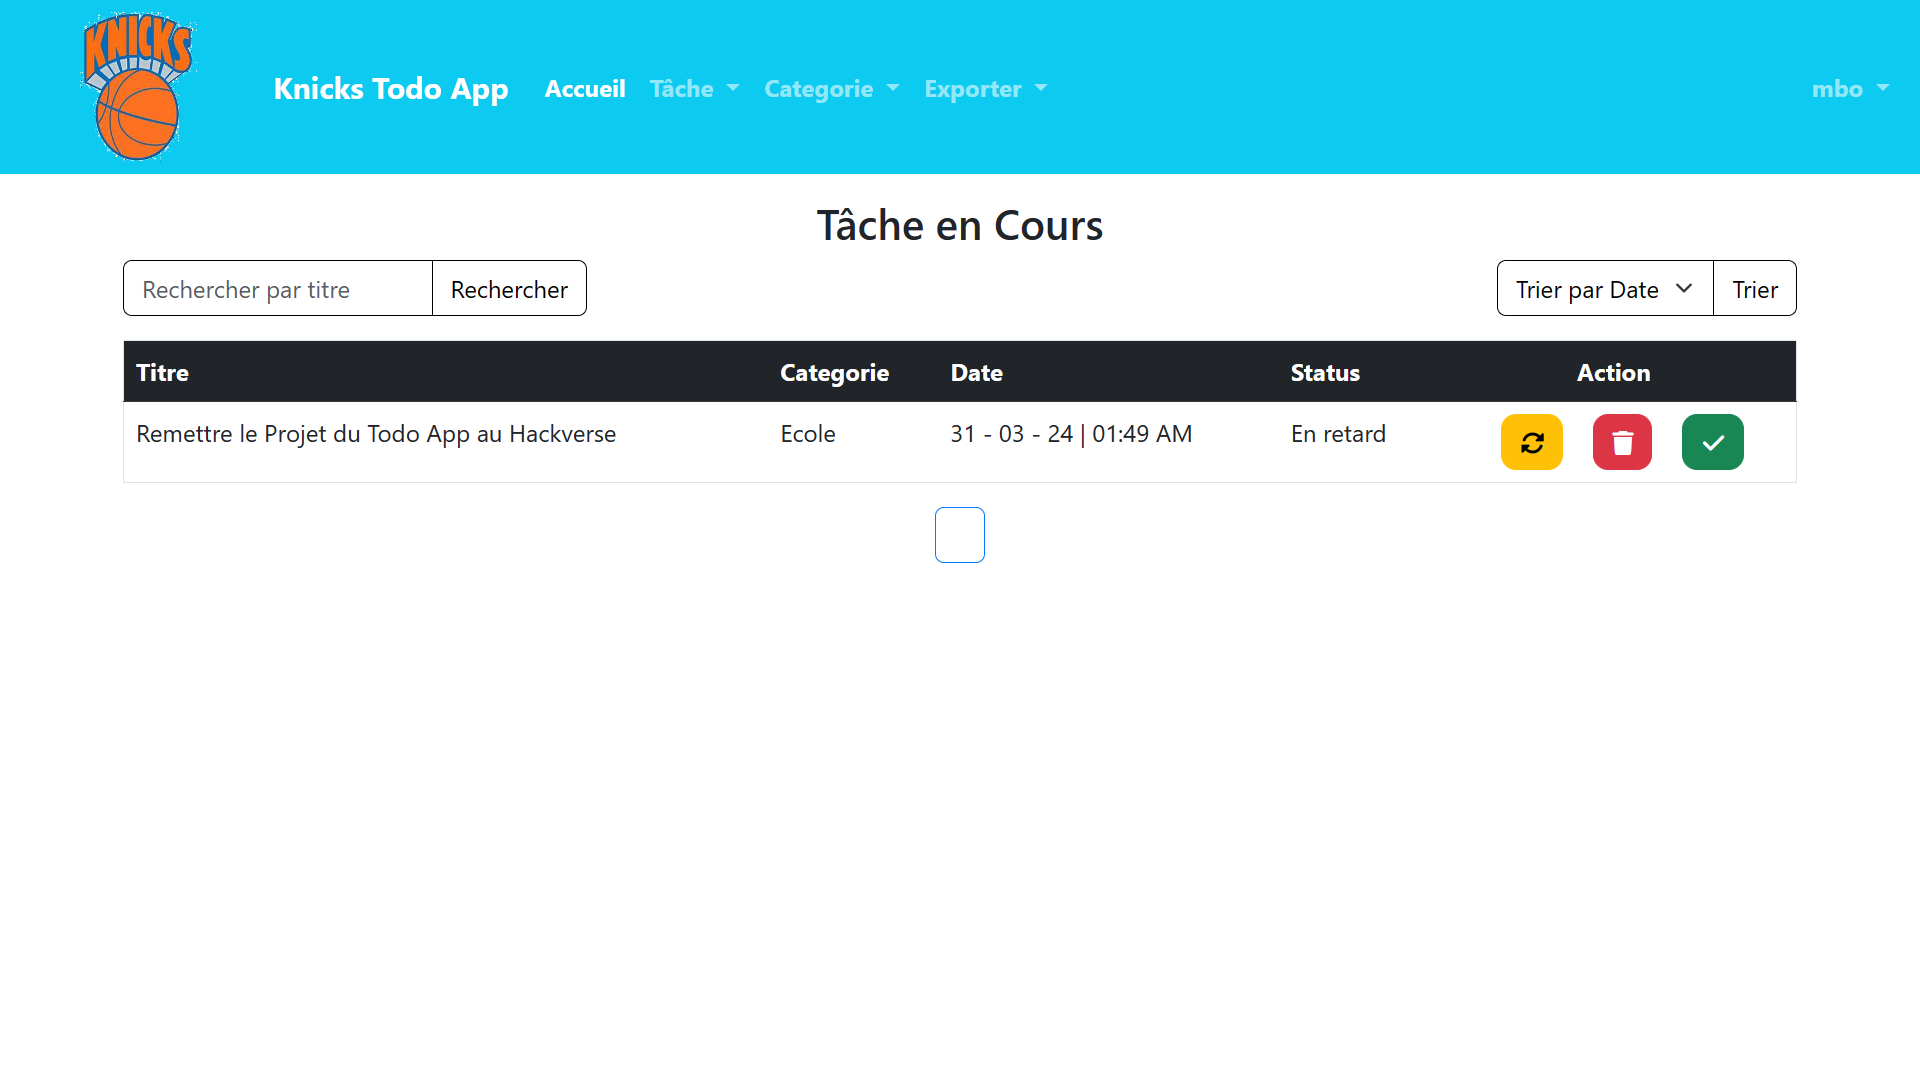 KNICKS
Knicks Todo App Accueil Tâche Categorie Exporter mbo
Tâche en Cours
Rechercher par titre Rechercher Trier par Date Trier
Titre Categorie Date Status Action
Remettre le Projet du Todo App au Hackverse Ecole 31 - 03 - 24 | 01:49 AM En retard